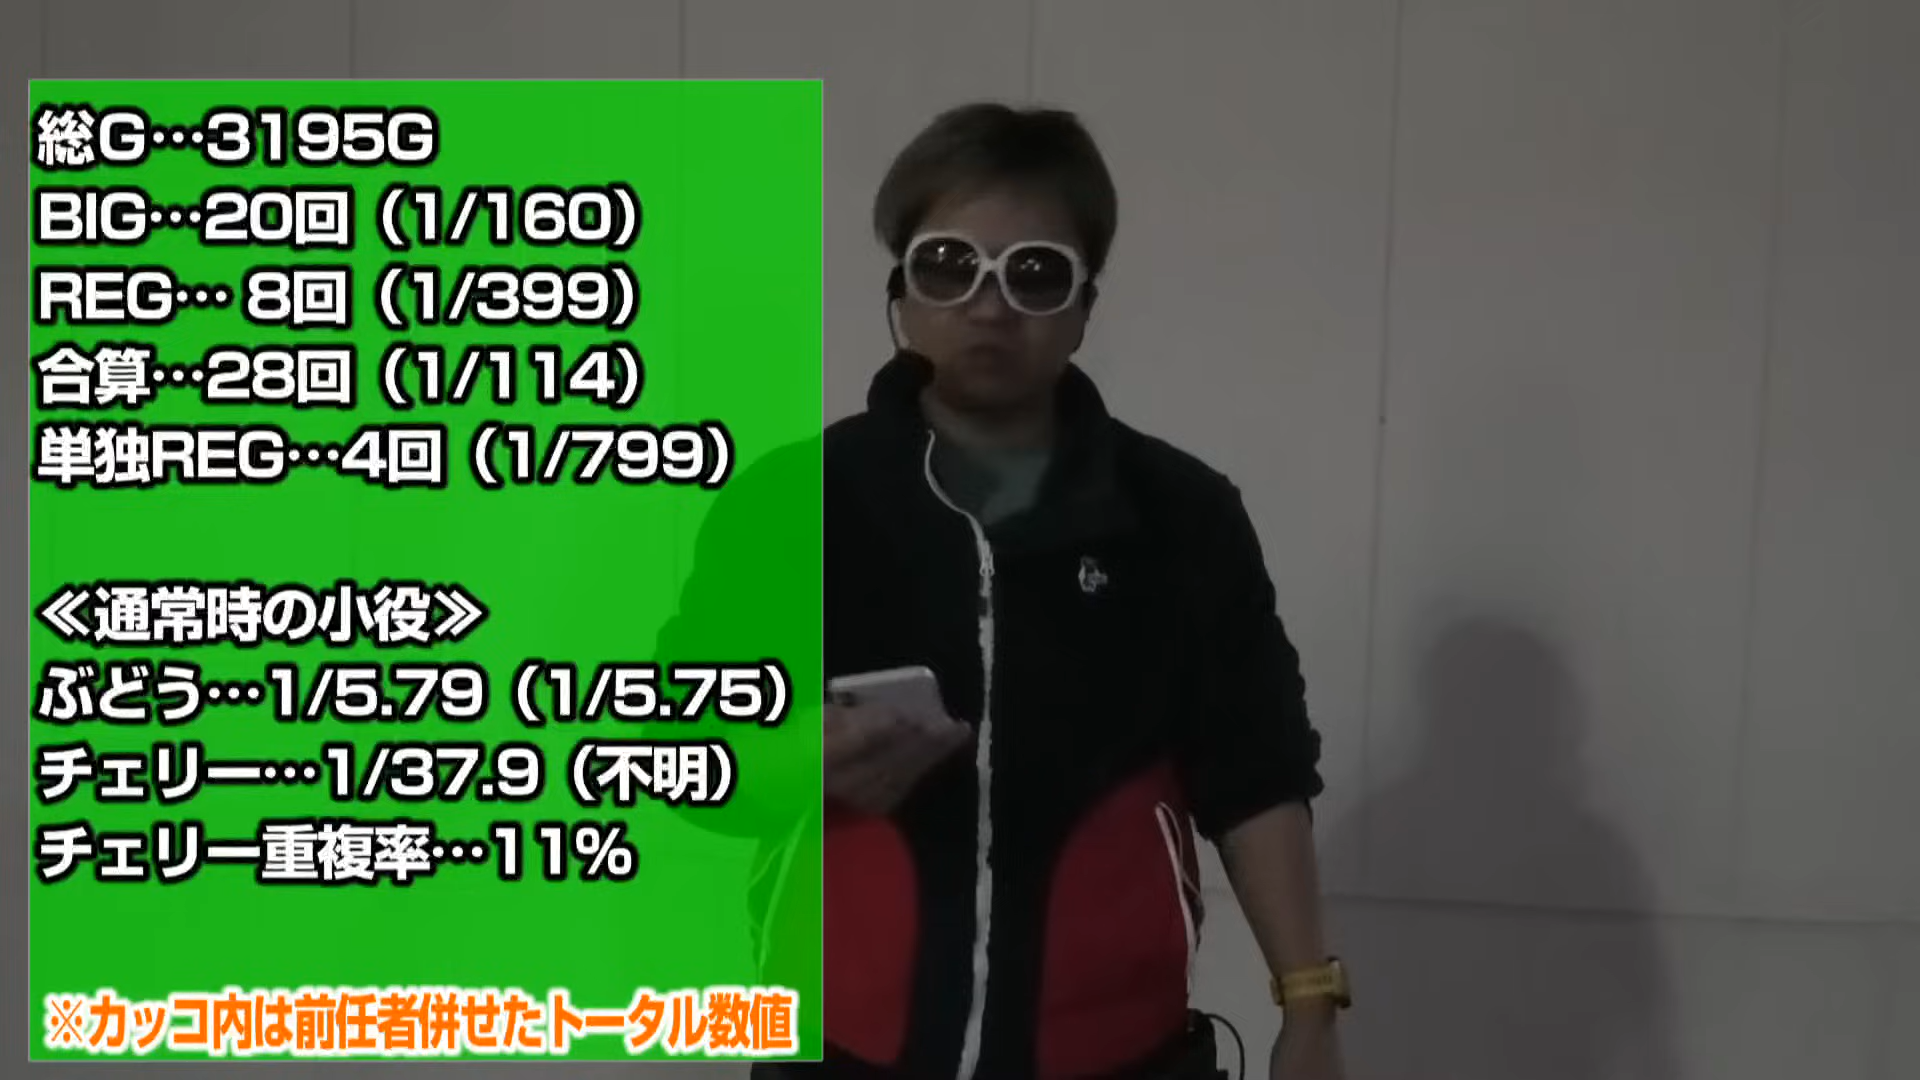 総G…3195G
BIG…20回（1/160）
REG… 8回（1/399）
合算…28回（1/114）
単独REG…4回（1/799）
≪通常時の小役≫
ぶどう…1/5.79（1/5.75）
チェリー…1/37.9（不明）
チェリー重複率…11%
※カッコ内は前任者併せたトータル数値